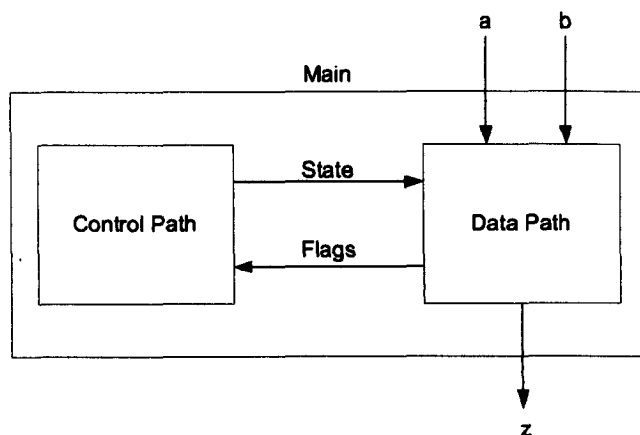 a b
Main
State
Control Path
Data Path
Flags
z